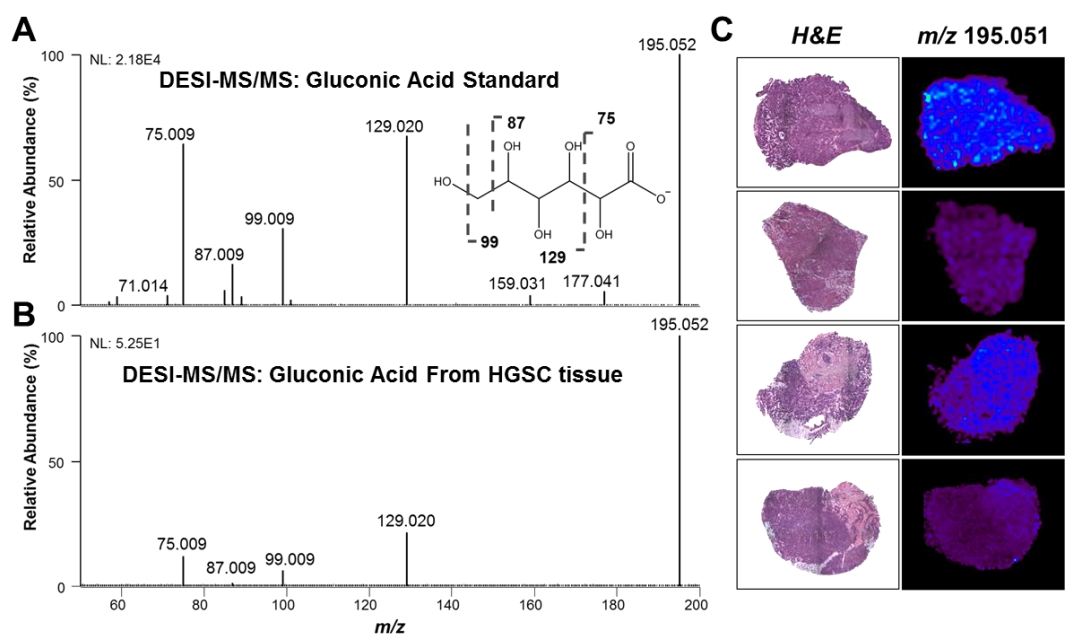 A
NL: 2.18E4
DESI-MS/MS: Gluconic Acid Standard
Relative Abundance (%)
100
50
0
71.014
75.009
87.009
99.009
129.020
159.031
177.041
195.052
87
75
99
129
OH
OH
O
HO
O-
OH
OH
B
NL: 5.25E1
DESI-MS/MS: Gluconic Acid From HGSC tissue
Relative Abundance (%)
100
50
0
75.009
87.009
99.009
129.020
195.052
60
80
100
120
140
160
180
200
m/z
C
H&E
m/z 195.051